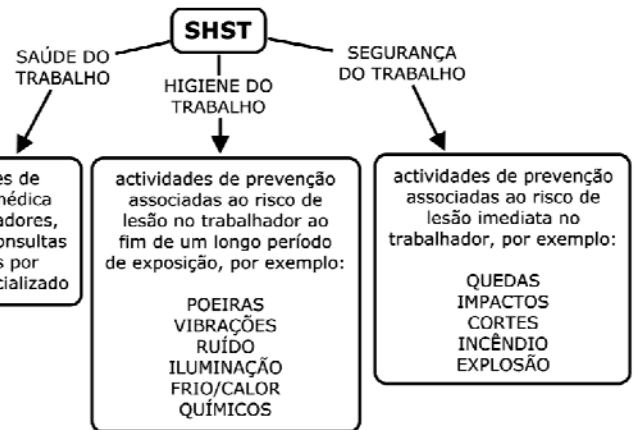 SHST
SAÚDE DO
TRABALHO
HIGIENE DO
TRABALHO
SEGURANÇA
DO TRABALHO
de
adores,
onsultas
por
actividades de prevenção
associadas ao risco de
lesão no trabalhador ao
fim de um longo período
de exposição, por exemplo:
POEIRAS
VIBRAÇÕES
RUÍDO
ILUMINAÇÃO
FRIO/CALOR
QUÍMICOS
actividades de prevenção
associadas ao risco de
lesão imediata no
trabalhador, por exemplo:
QUEDAS
IMPACTOS
CORTES
INCÊNDIO
EXPLOSÃO